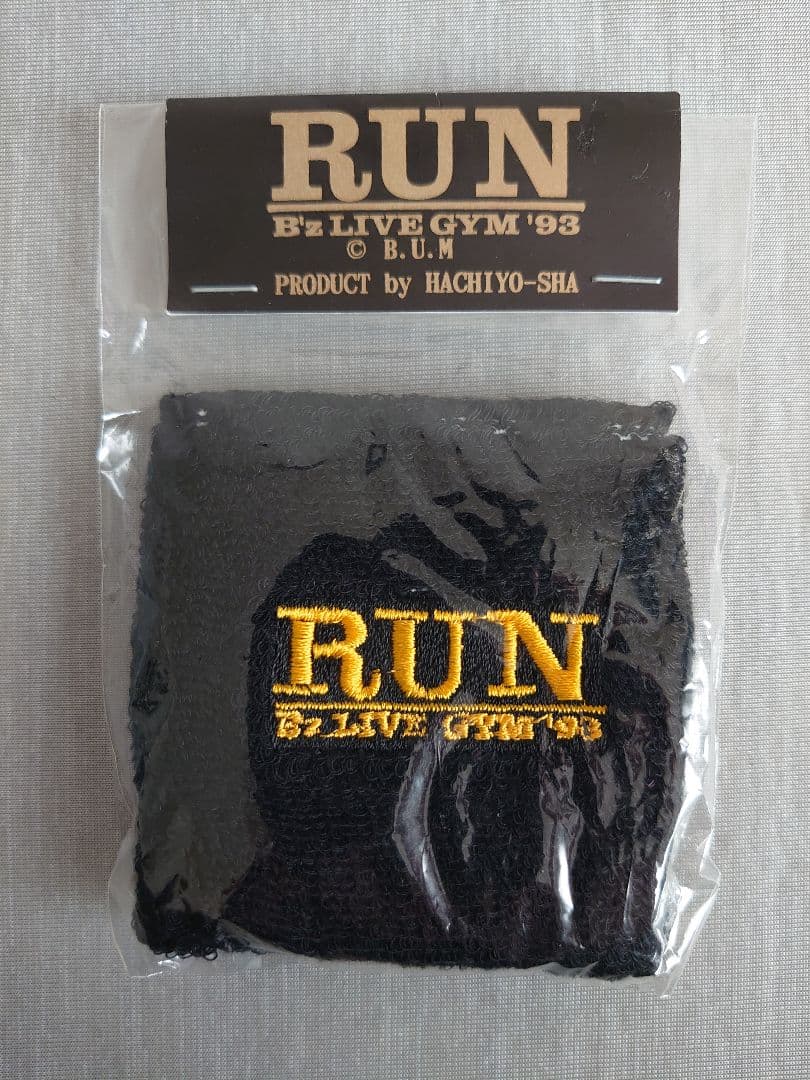 RUN
B'z LIVE GYM '93
© B.U.M
PRODUCT by HACHIYO-SHA
RUN
B'z LIVE GYM '93